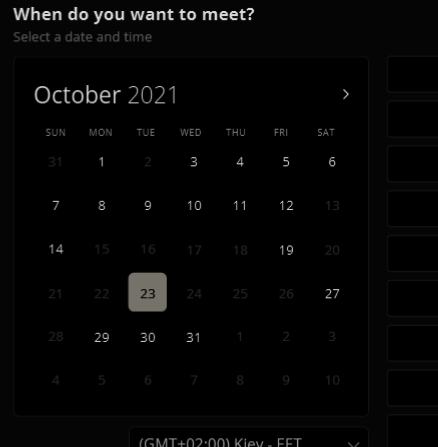 When do you want to meet?
Select a date and time
October 2021
SUN MON TUE WED THU FRI SAT
31 1 2 3 4 5 6
7 8 9 10 11 12 13
14 15 16 17 18 19 20
21 22 23 24 25 26 27
28 29 30 31 1 2 3
4 5 6 7 8 9 10
(GMT+02:00) Kiev - EET